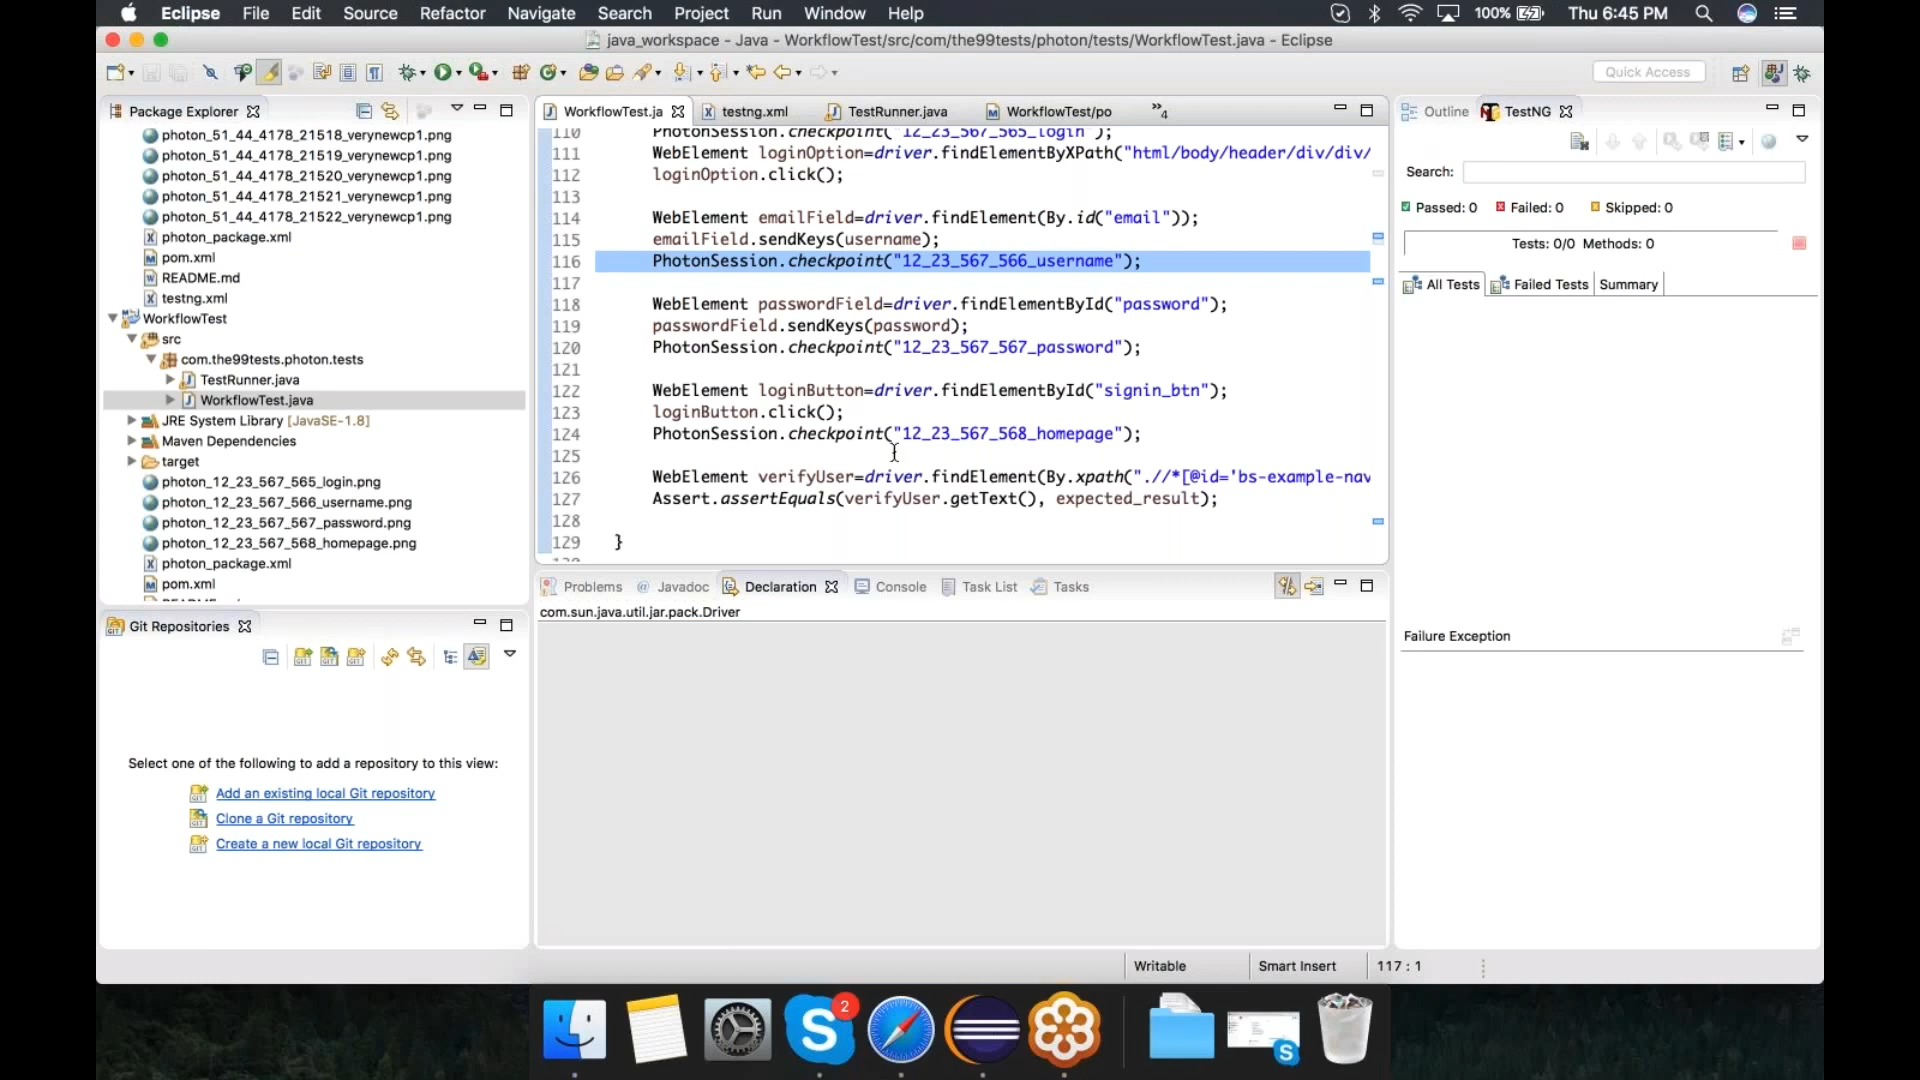 Eclipse File Edit Source Refactor Navigate Search Project Run Window Help 100% Thu 6:45 PM
java_workspace - Java - WorkflowTest/src/com/the99tests/photon/tests/WorkflowTest.java - Eclipse
Quick Access
Package Explorer
photon_51_44_4178_21518_verynewcp1.png
photon_51_44_4178_21519_verynewcp1.png
photon_51_44_4178_21520_verynewcp1.png
photon_51_44_4178_21521_verynewcp1.png
photon_51_44_4178_21522_verynewcp1.png
photon_package.xml
pom.xml
README.md
testng.xml
WorkflowTest
src
com.the99tests.photon.tests
TestRunner.java
WorkflowTest.java
JRE System Library [JavaSE-1.8]
Maven Dependencies
target
photon_12_23_567_565_login.png
photon_12_23_567_566_username.png
photon_12_23_567_567_password.png
photon_12_23_567_568_homepage.png
photon_package.xml
pom.xml
Git Repositories
Select one of the following to add a repository to this view:
Add an existing local Git repository
Clone a Git repository
Create a new local Git repository
WorkflowTest.ja testng.xml TestRunner.java WorkflowTest/po »4
110 PhotonSession.checkpoint("12_23_567_565_login");
111 WebElement loginOption=driver.findElementByXPath("html/body/header/div/div/
112 loginOption.click();
113
114 WebElement emailField=driver.findElement(By.id("email"));
115 emailField.sendKeys(username);
116 PhotonSession.checkpoint("12_23_567_566_username");
117
118 WebElement passwordField=driver.findElementById("password");
119 passwordField.sendKeys(password);
120 PhotonSession.checkpoint("12_23_567_567_password");
121
122 WebElement loginButton=driver.findElementById("signin_btn");
123 loginButton.click();
124 PhotonSession.checkpoint("12_23_567_568_homepage");
125
126 WebElement verifyUser=driver.findElement(By.xpath(".//*[@id='bs-example-nav
127 Assert.assertEquals(verifyUser.getText(), expected_result);
128
129 }
Problems @ Javadoc Declaration Console Task List Tasks
com.sun.java.util.jar.pack.Driver
Outline TestNG
Search:
Passed: 0 Failed: 0 Skipped: 0
Tests: 0/0 Methods: 0
All Tests Failed Tests Summary
Failure Exception
Writable Smart Insert 117 : 1
2